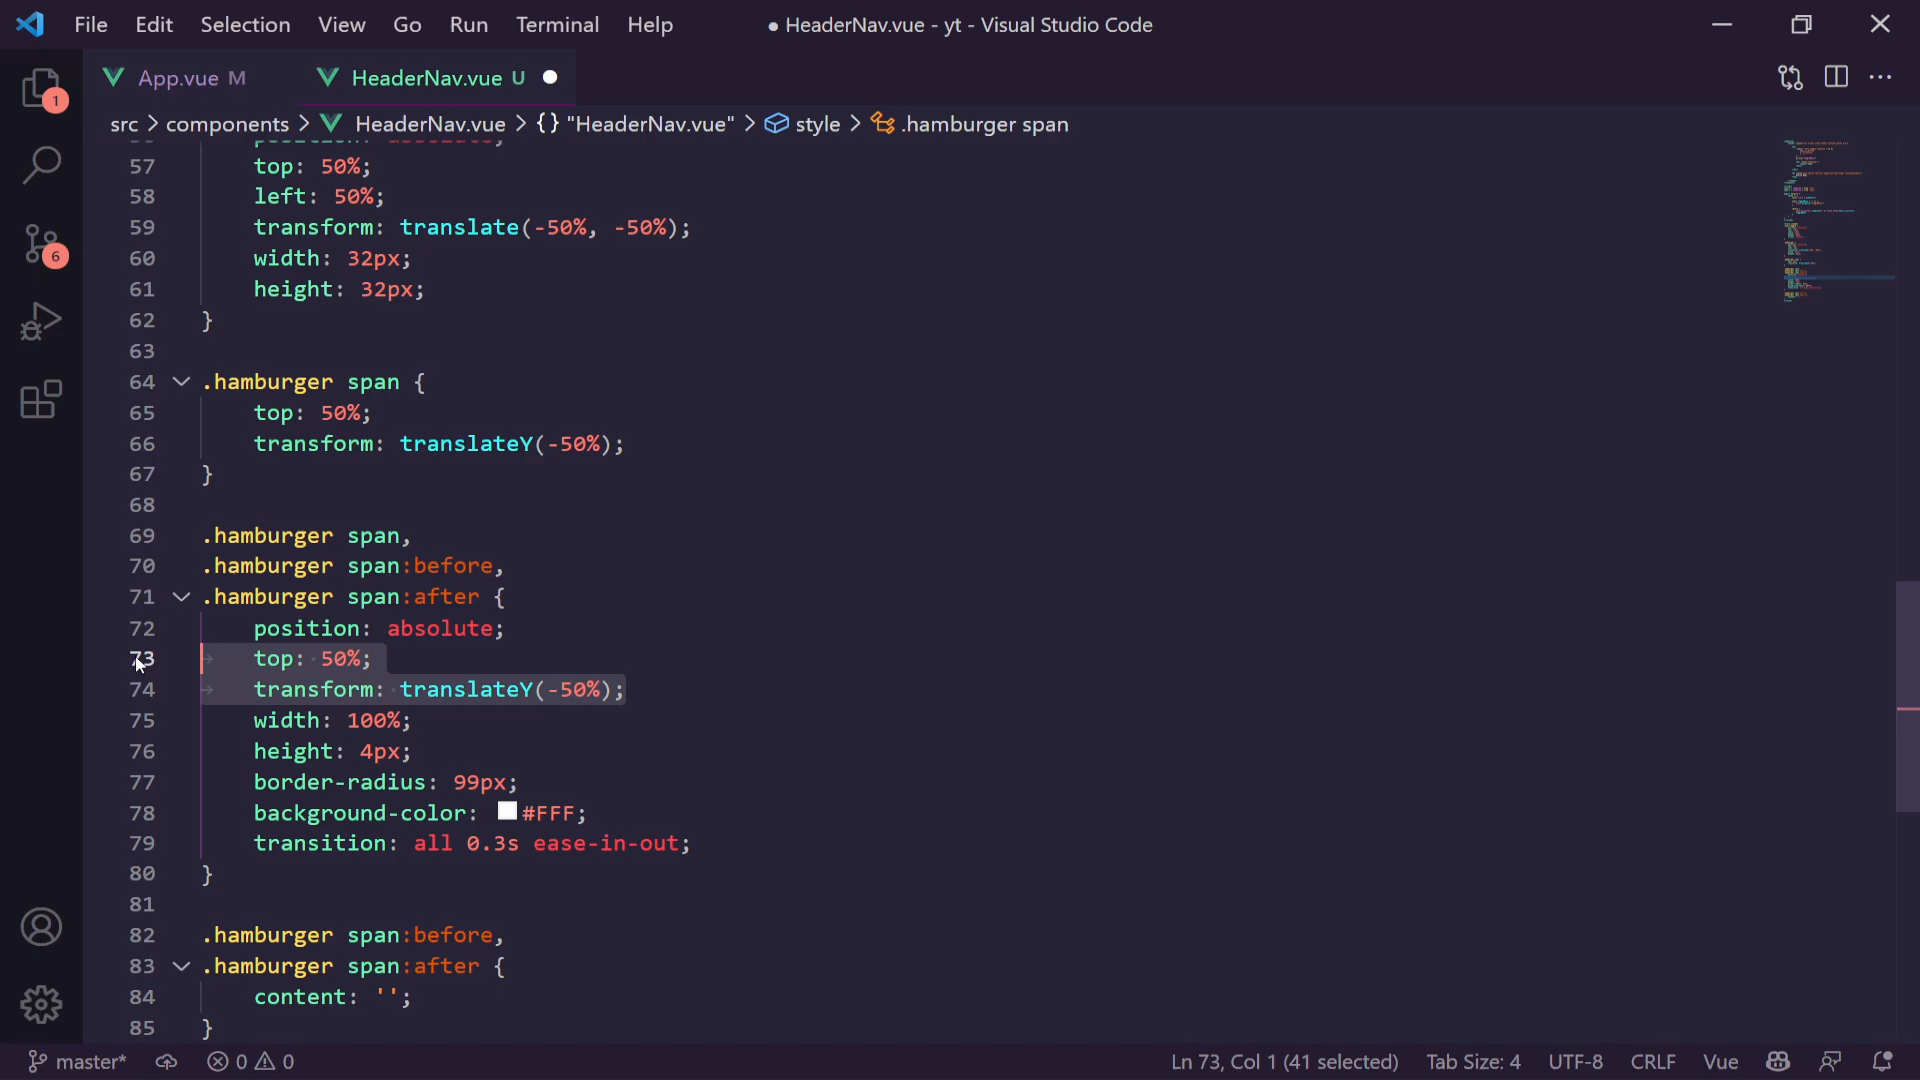 File Edit Selection View Go Run Terminal Help
● HeaderNav.vue - yt - Visual Studio Code
App.vue M
HeaderNav.vue U
src > components > HeaderNav.vue > {} "HeaderNav.vue" > style > .hamburger span
1
6
57 top: 50%;
58 left: 50%;
59 transform: translate(-50%, -50%);
60 width: 32px;
61 height: 32px;
62 }
63
64 .hamburger span {
65 top: 50%;
66 transform: translateY(-50%);
67 }
68
69 .hamburger span,
70 .hamburger span:before,
71 .hamburger span:after {
72 position: absolute;
73 top: 50%;
74 transform: translateY(-50%);
75 width: 100%;
76 height: 4px;
77 border-radius: 99px;
78 background-color: #FFF;
79 transition: all 0.3s ease-in-out;
80 }
81
82 .hamburger span:before,
83 .hamburger span:after {
84 content: '';
85 }
master* 0 0 Ln 73, Col 1 (41 selected) Tab Size: 4 UTF-8 CRLF Vue